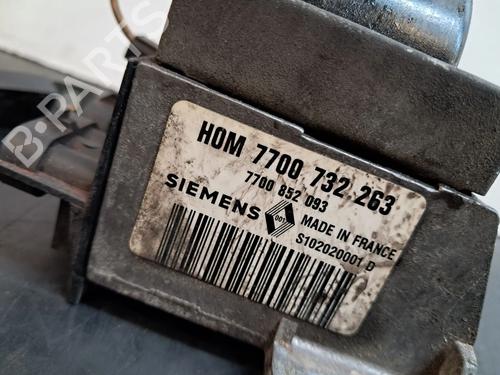 B-PARTS
HOM 7700 732 263
7700 852 093
SIEMENS
MADE IN FRANCE
S102020001 D